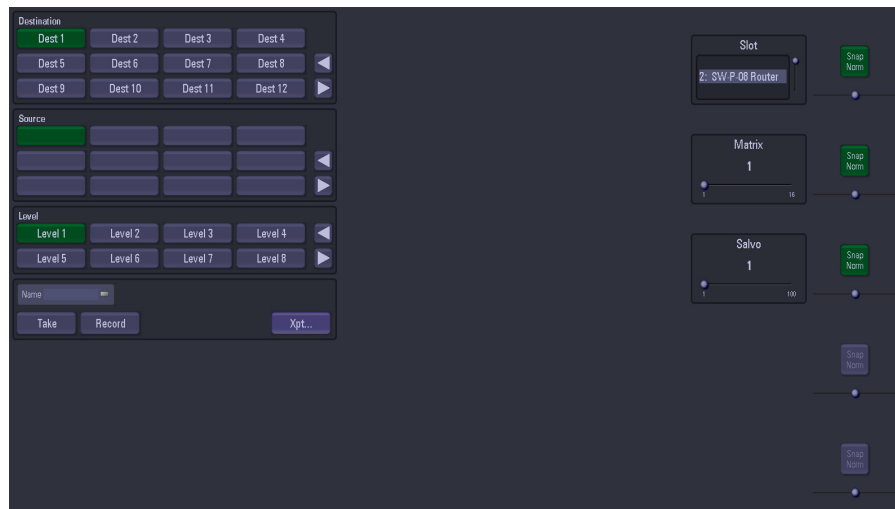 Destination
Dest 1 Dest 2 Dest 3 Dest 4
Dest 5 Dest 6 Dest 7 Dest 8
Dest 9 Dest 10 Dest 11 Dest 12
Source
Level
Level 1 Level 2 Level 3 Level 4
Level 5 Level 6 Level 7 Level 8
Name
Take Record Xpt...
Slot
2: SW-P-08 Router
Snap
Norm
Matrix
1
1 16
Snap
Norm
Salvo
1
1 100
Snap
Norm
Snap
Norm
Snap
Norm